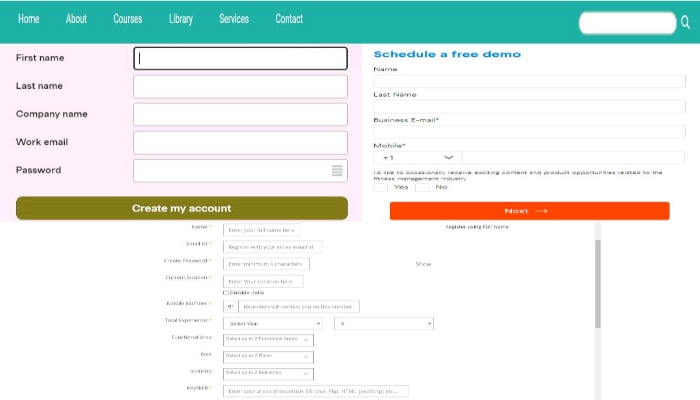 Home About Courses Library Services Contact
First name
Last name
Company name
Work email
Password
Create my account
Schedule a free demo
Name
Last Name
Business E-mail*
Mobile*
+1
I'd like to occasionally receive exciting content and product opportunities related to the
fitness management industry
Yes No
Next →
Name * Enter your full name here Register using Full Name
Email ID * Register with your active email id
Create Password * Enter minimum 6 characters Show
Current location * Enter Your Location here
Outside India
Mobile Number * Recruiters will contact you on this number
Total Experience * Select Year 0
Functional Area Select up to 2 Functional Areas
Role Select up to 2 Roles
Industry Select up to 2 Industries
KeySkills * Enter your areas of expertise. EX: java, Php, HTML, javaScript etc...